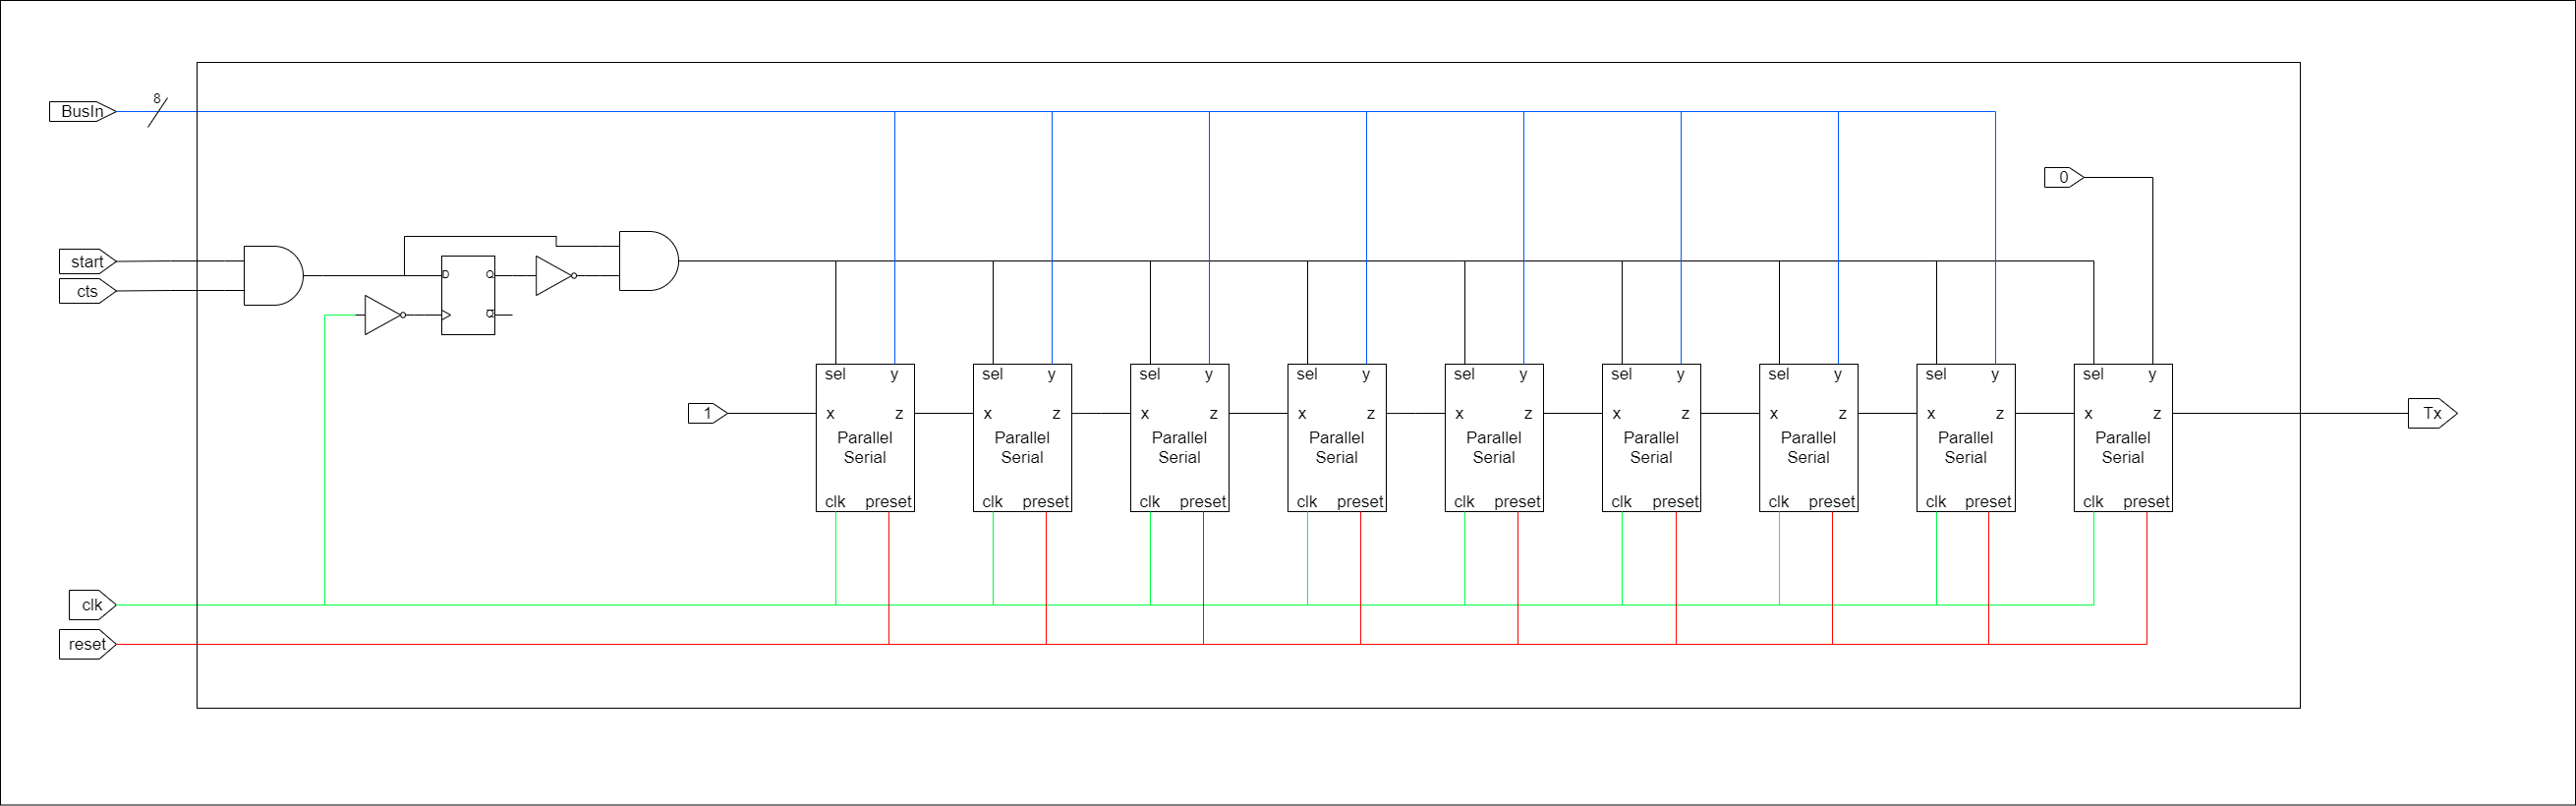 8
BusIn
0
start
cts
D Q
Q
sel y sel y sel y sel y sel y sel y sel y sel y sel y
1 x z x z x z x z x z x z x z x z x z Tx
Parallel Parallel Parallel Parallel Parallel Parallel Parallel Parallel Parallel
Serial Serial Serial Serial Serial Serial Serial Serial Serial
clk preset clk preset clk preset clk preset clk preset clk preset clk preset clk preset clk preset
clk
reset